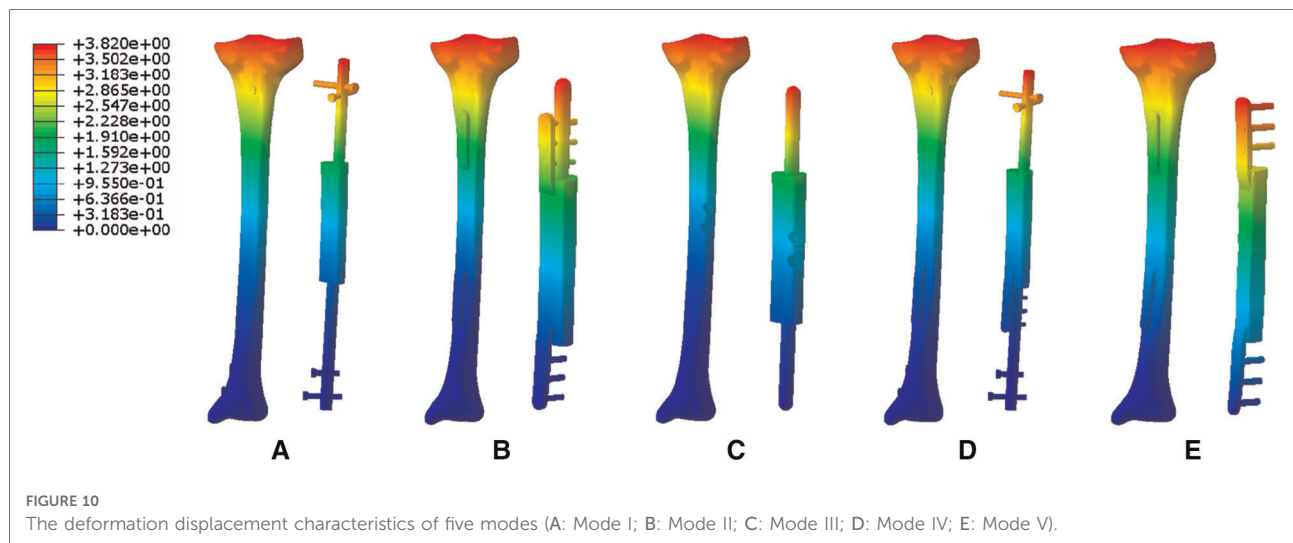 +3.820e+00
+3.502e+00
+3.183e+00
+2.865e+00
+2.547e+00
+2.228e+00
+1.910e+00
+1.592e+00
+1.273e+00
+9.550e-01
+6.366e-01
+3.183e-01
+0.000e+00
A B C D E
FIGURE 10
The deformation displacement characteristics of five modes (A: Mode I; B: Mode II; C: Mode III; D: Mode IV; E: Mode V).